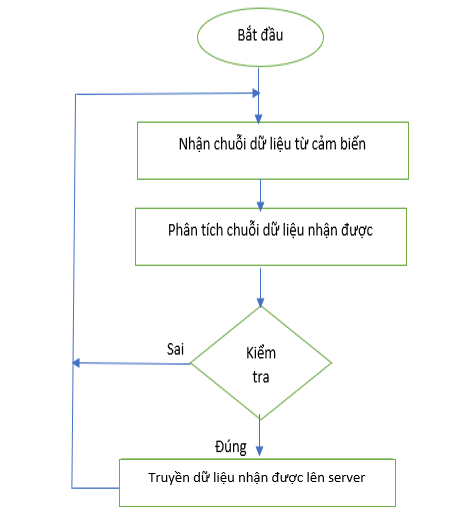 Bắt đầu
Nhận chuỗi dữ liệu từ cảm biến
Phân tích chuỗi dữ liệu nhận được
Sai
Kiểm
tra
Đúng
Truyền dữ liệu nhận được lên server